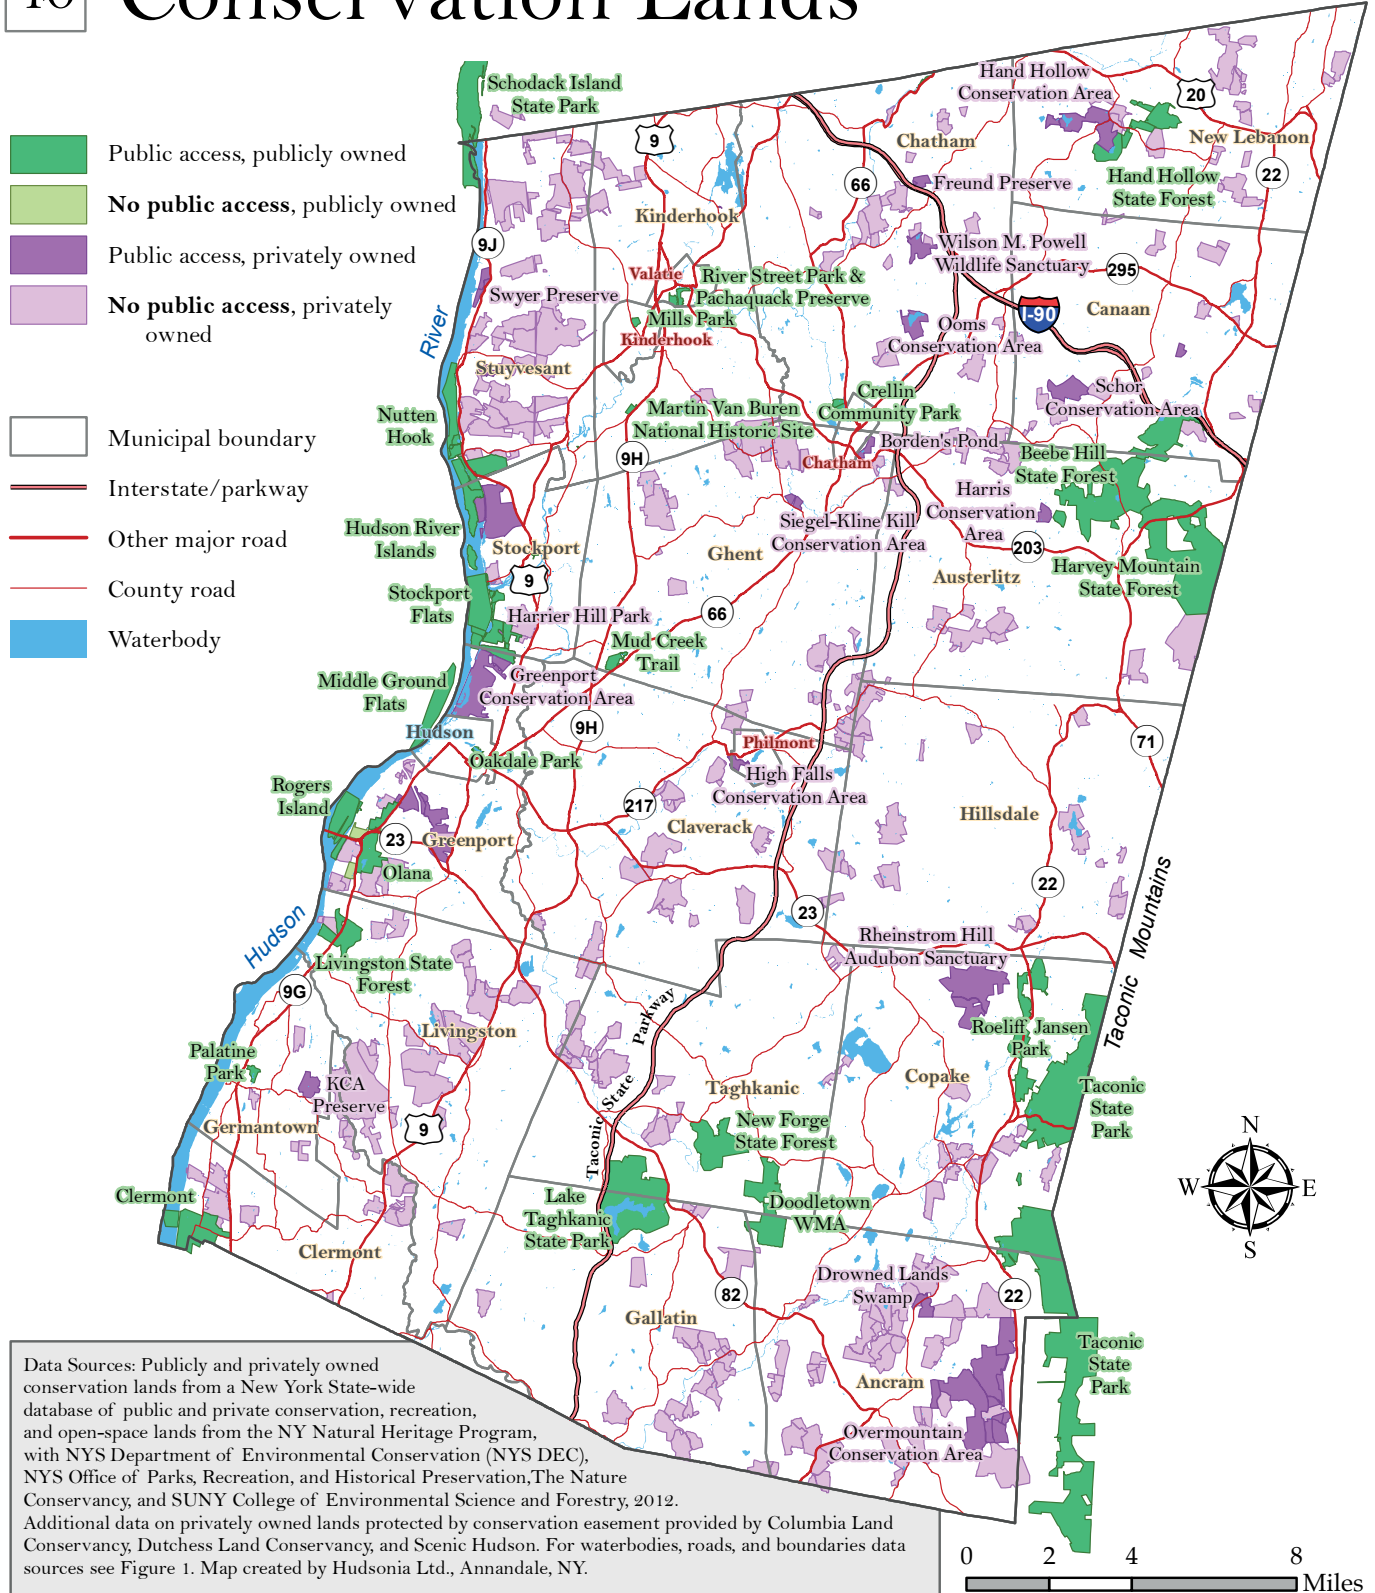 Conservation Lands
Schodack Island
State Park
Public access, publicly owned
No public access, publicly owned
Public access, privately owned
No public access, privately
owned
Municipal boundary
Interstate/parkway
Other major road
County road
Waterbody
Hand Hollow
Conservation Area
20
9
Chatham
New Lebanon
66
Freund Preserve
Hand Hollow
State Forest
22
Kinderhook
9J
Wilson M. Powell
Wildlife Sanctuary
295
Valatie
River Street Park &
Pachaquack Preserve
Swyer Preserve
Mills Park
I-90
Canaan
River
Kinderhook
Ooms
Conservation Area
Stuyvesant
Schor
Conservation Area
Crellin
Community Park
Nutten
Hook
Martin Van Buren
National Historic Site
Borden's Pond
9H
Chatham
Beebe Hill
State Forest
Harris
Conservation
Area
Hudson River
Islands
Siegel-Kline Kill
Conservation Area
Stockport
Ghent
203
9
Austerlitz
Harvey Mountain
State Forest
Stockport
Flats
Harrier Hill Park
66
Mud Creek
Trail
Middle Ground
Flats
Greenport
Conservation Area
Hudson
9H
Philmont
71
Oakdale Park
High Falls
Conservation Area
Rogers
Island
217
Claverack
Hillsdale
23
Greenport
Olana
22
23
Taconic Mountains
Hudson
Rheinstrom Hill
Audubon Sanctuary
Livingston State
Forest
9G
Livingston
Taconic State Parkway
Roeliff Jansen
Park
Palatine
Park
KCA
Preserve
Taghkanic
Copake
Taconic
State
Park
9
Germantown
New Forge
State Forest
N
W
E
S
Clermont
Lake
Taghkanic
State Park
Doodletown
WMA
Clermont
Drowned Lands
Swamp
82
22
Gallatin
Taconic
State
Park
Ancram
Overmountain
Conservation Area
Data Sources: Publicly and privately owned
conservation lands from a New York State-wide
database of public and private conservation, recreation,
and open-space lands from the NY Natural Heritage Program,
with NYS Department of Environmental Conservation (NYS DEC),
NYS Office of Parks, Recreation, and Historical Preservation,The Nature
Conservancy, and SUNY College of Environmental Science and Forestry, 2012.
Additional data on privately owned lands protected by conservation easement provided by Columbia Land
Conservancy, Dutchess Land Conservancy, and Scenic Hudson. For waterbodies, roads, and boundaries data
sources see Figure 1. Map created by Hudsonia Ltd., Annandale, NY.
0 2 4 8
Miles